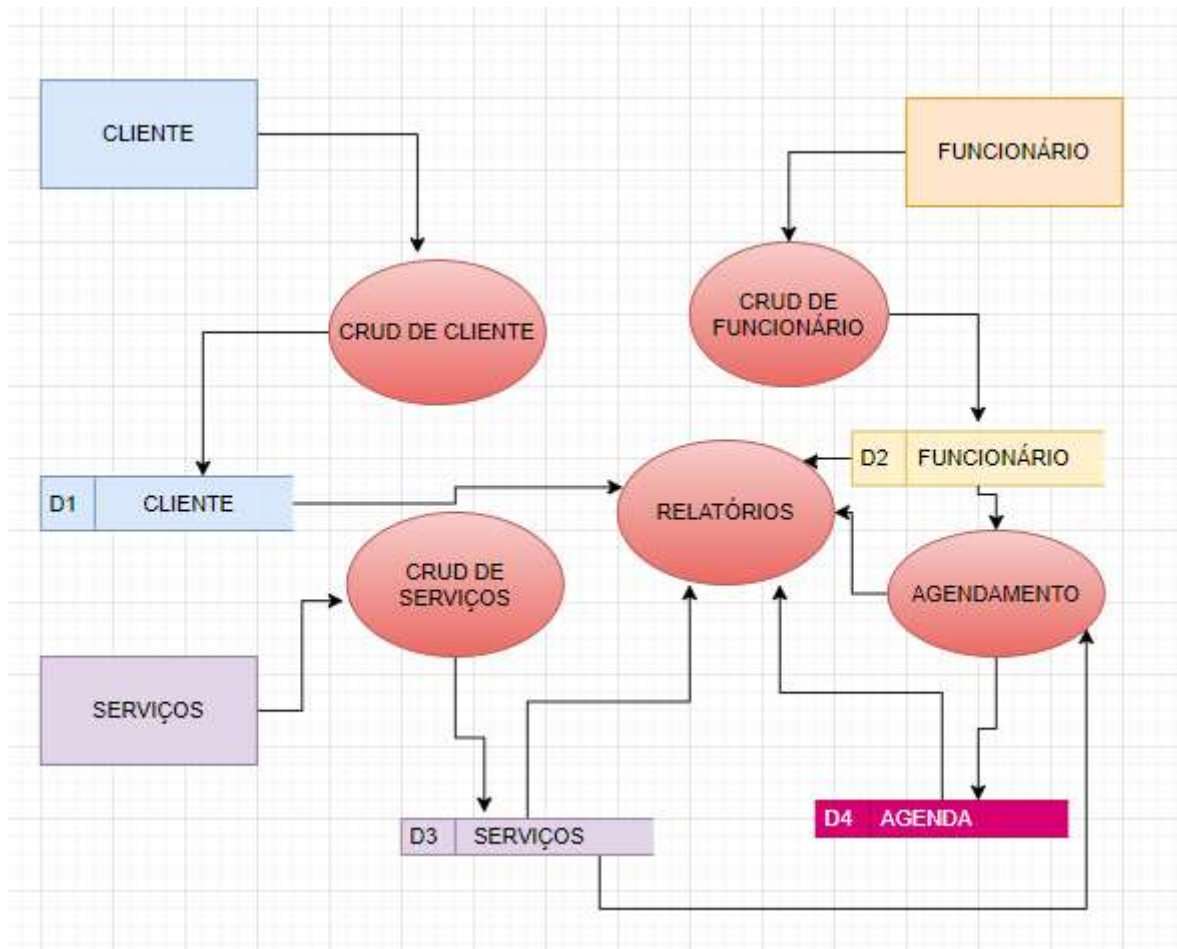 CLIENTE
FUNCIONÁRIO
CRUD DE CLIENTE
CRUD DE
FUNCIONÁRIO
D1 CLIENTE
RELATÓRIOS
D2 FUNCIONÁRIO
CRUD DE
SERVIÇOS
AGENDAMENTO
SERVIÇOS
D3 SERVIÇOS
D4 AGENDA